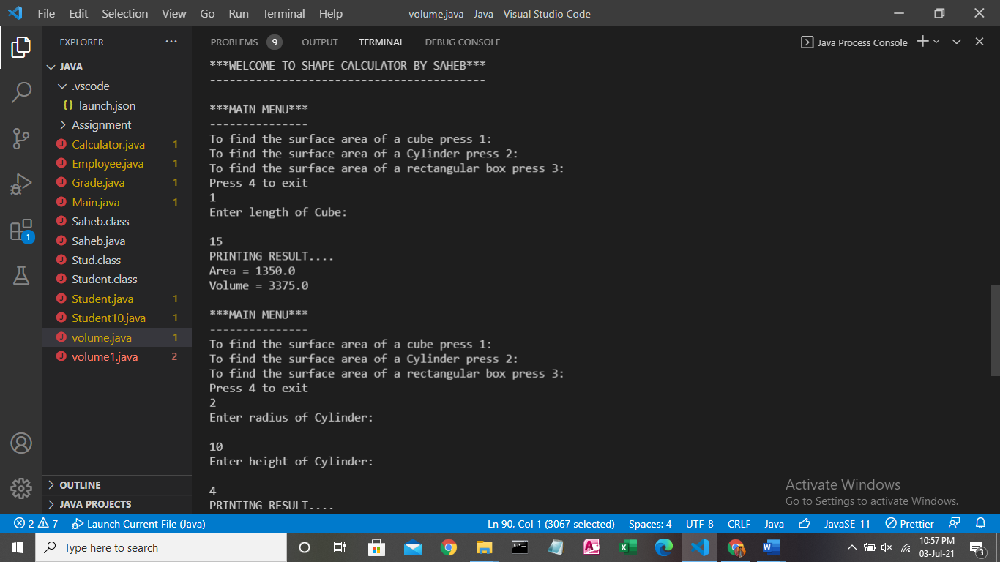 File Edit Selection View Go Run Terminal Help volume.java - Java - Visual Studio Code
EXPLORER
JAVA
.vscode
{} launch.json
Assignment
Calculator.java 1
Employee.java 1
Grade.java 1
Main.java 1
Saheb.class
Saheb.java
Stud.class
Student.class
Student.java 1
Student10.java 1
volume.java 1
volume1.java 2
OUTLINE
JAVA PROJECTS
1
PROBLEMS 9 OUTPUT TERMINAL DEBUG CONSOLE Java Process Console
***WELCOME TO SHAPE CALCULATOR BY SAHEB***
------------------------------------------
***MAIN MENU***
---------------
To find the surface area of a cube press 1:
To find the surface area of a Cylinder press 2:
To find the surface area of a rectangular box press 3:
Press 4 to exit
1
Enter length of Cube:
15
PRINTING RESULT....
Area = 1350.0
Volume = 3375.0
***MAIN MENU***
---------------
To find the surface area of a cube press 1:
To find the surface area of a Cylinder press 2:
To find the surface area of a rectangular box press 3:
Press 4 to exit
2
Enter radius of Cylinder:
10
Enter height of Cylinder:
4
PRINTING RESULT....
Activate Windows
Go to Settings to activate Windows.
2 7 Launch Current File (Java) Ln 90, Col 1 (3067 selected) Spaces: 4 UTF-8 CRLF Java JavaSE-11 Prettier
Type here to search
10:57 PM
03-Jul-21
3